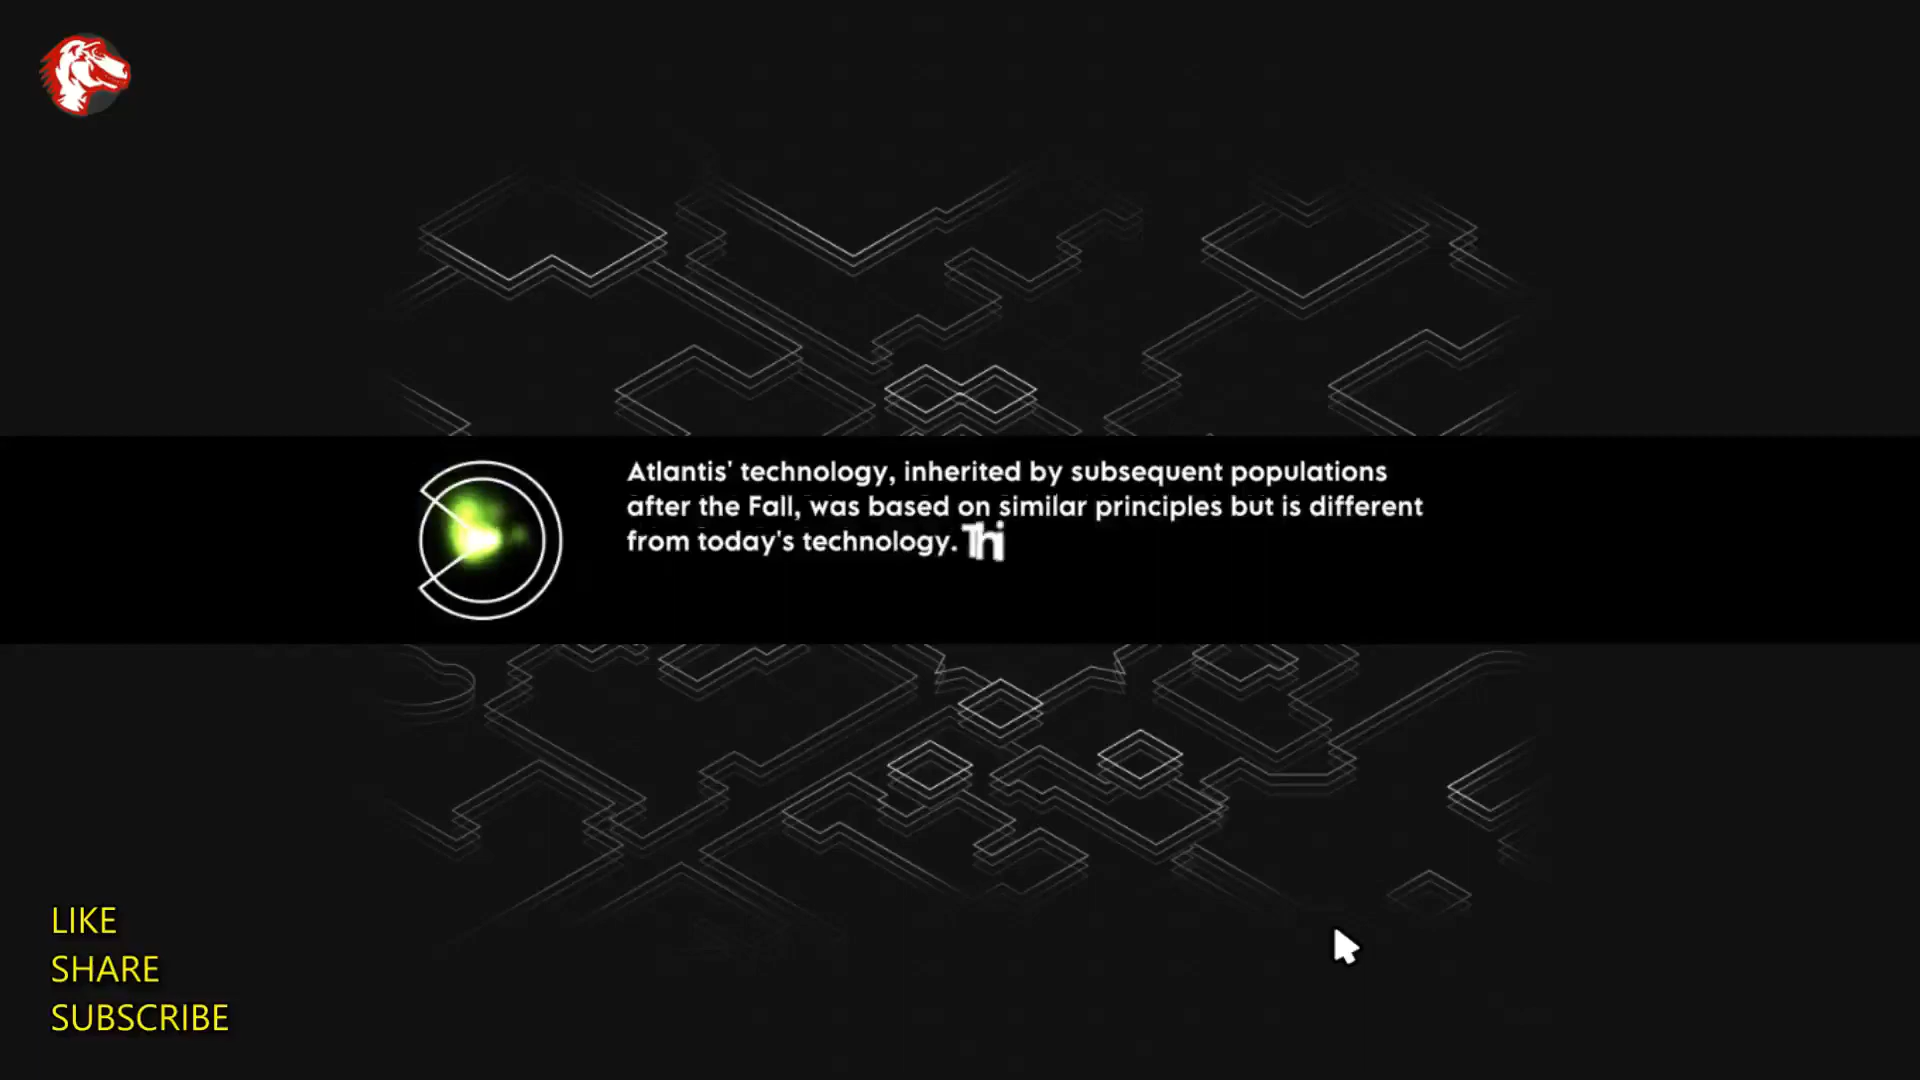 Atlantis' technology, inherited by subsequent populations
after the Fall, was based on similar principles but is different
from today's technology. Thi
LIKE
SHARE
SUBSCRIBE